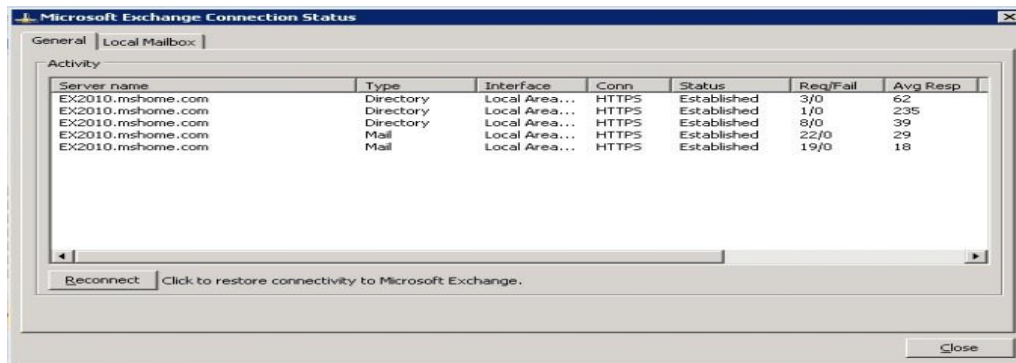 Microsoft Exchange Connection Status
General Local Mailbox
Activity
Server name Type Interface Conn Status Req/Fail Avg Resp
EX2010.mshome.com Directory Local Area... HTTPS Established 3/0 62
EX2010.mshome.com Directory Local Area... HTTPS Established 1/0 235
EX2010.mshome.com Directory Local Area... HTTPS Established 8/0 39
EX2010.mshome.com Mail Local Area... HTTPS Established 22/0 29
EX2010.mshome.com Mail Local Area... HTTPS Established 19/0 18
Reconnect Click to restore connectivity to Microsoft Exchange.
Close